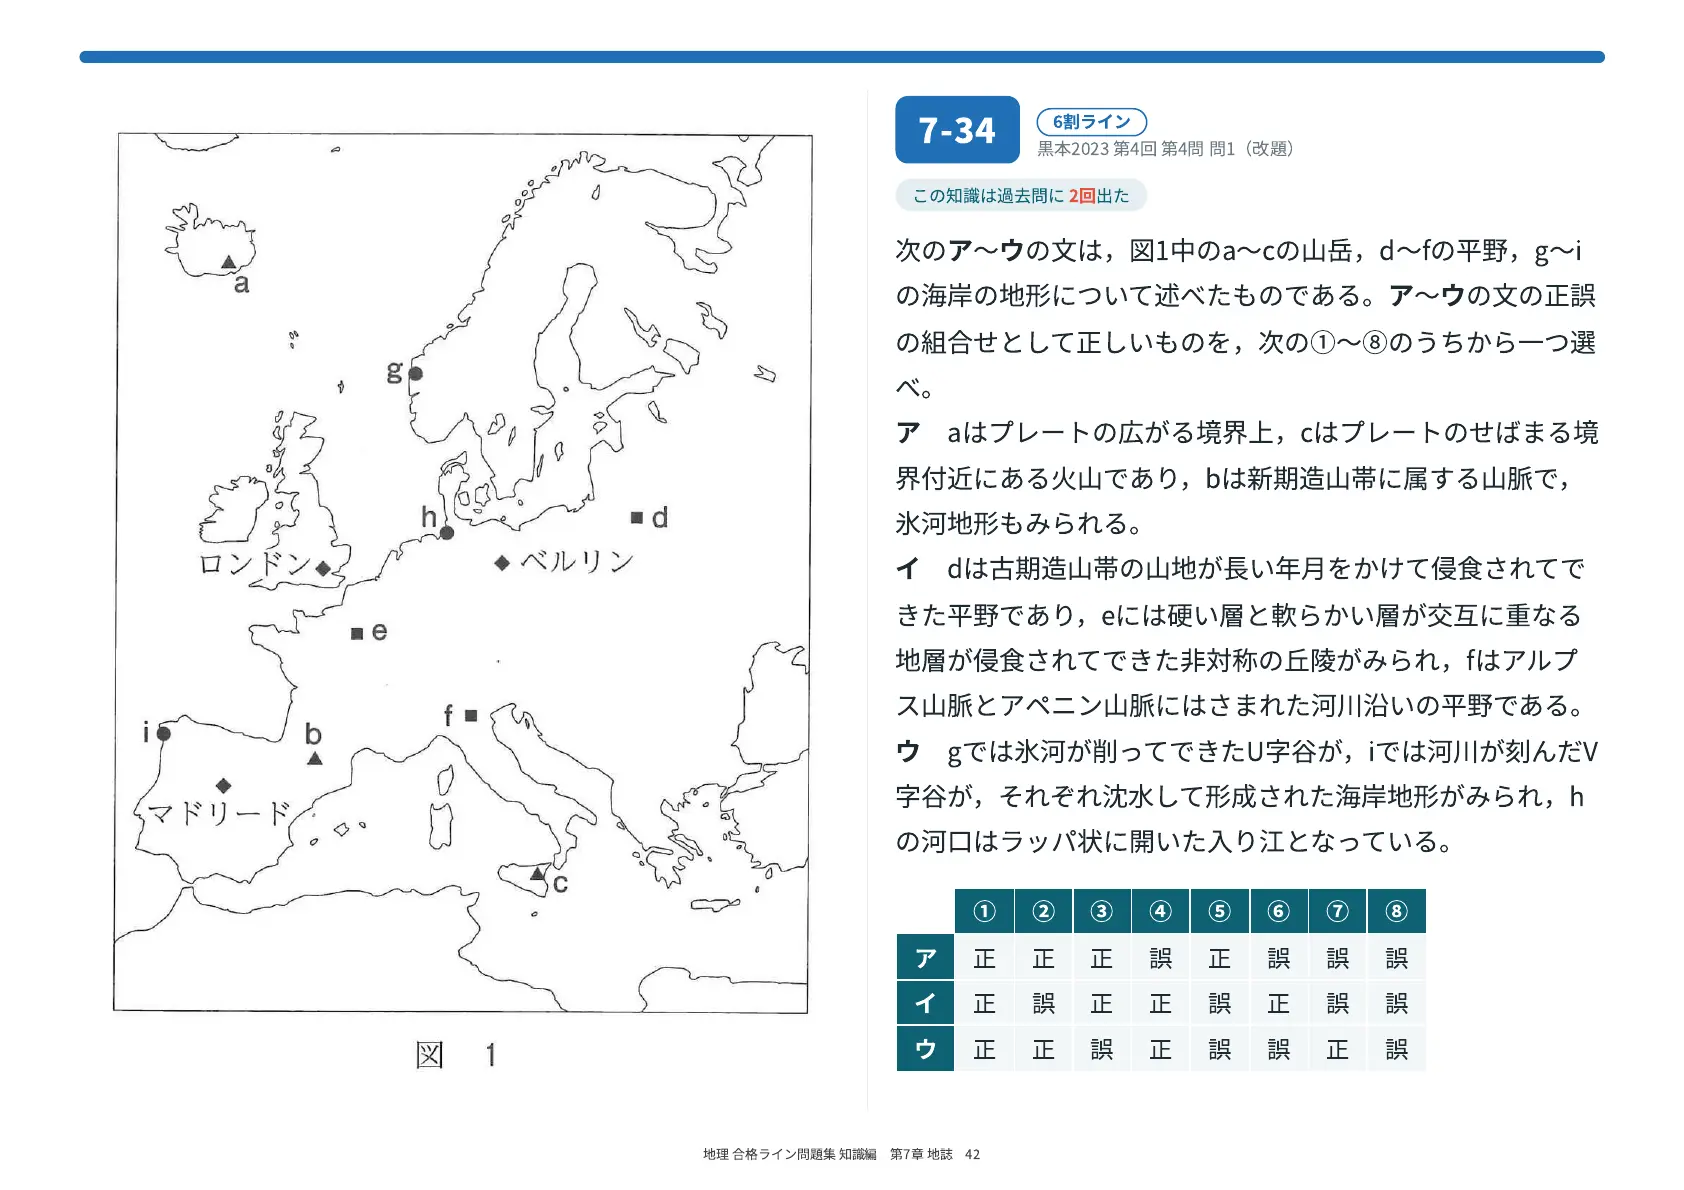 7-34
6割ライン
黒本2023 第4回 第4問 問1（改題）
この知識は過去問に 2回出た
次のア〜ウの文は，図1中のa〜cの山岳，d〜fの平野，g〜i
の海岸の地形について述べたものである。ア〜ウの文の正誤
の組合せとして正しいものを，次の①〜⑧のうちから一つ選
べ。
ア　aはプレートの広がる境界上，cはプレートのせばまる境
界付近にある火山であり，bは新期造山帯に属する山脈で，
氷河地形もみられる。
イ　dは古期造山帯の山地が長い年月をかけて侵食されてで
きた平野であり，eには硬い層と軟らかい層が交互に重なる
地層が侵食されてできた非対称の丘陵がみられ，fはアルプ
ス山脈とアペニン山脈にはさまれた河川沿いの平野である。
ウ　gでは氷河が削ってできたU字谷が，iでは河川が刻んだV
字谷が，それぞれ沈水して形成された海岸地形がみられ，h
の河口はラッパ状に開いた入り江となっている。
① ② ③ ④ ⑤ ⑥ ⑦ ⑧
ア 正 正 正 誤 正 誤 誤 誤
イ 正 誤 正 正 誤 正 誤 誤
ウ 正 正 誤 正 誤 誤 正 誤
a
g
h
d
ロンドン
ベルリン
e
f
i
b
マドリード
c
図 1
地理 合格ライン問題集 知識編　第7章 地誌　42